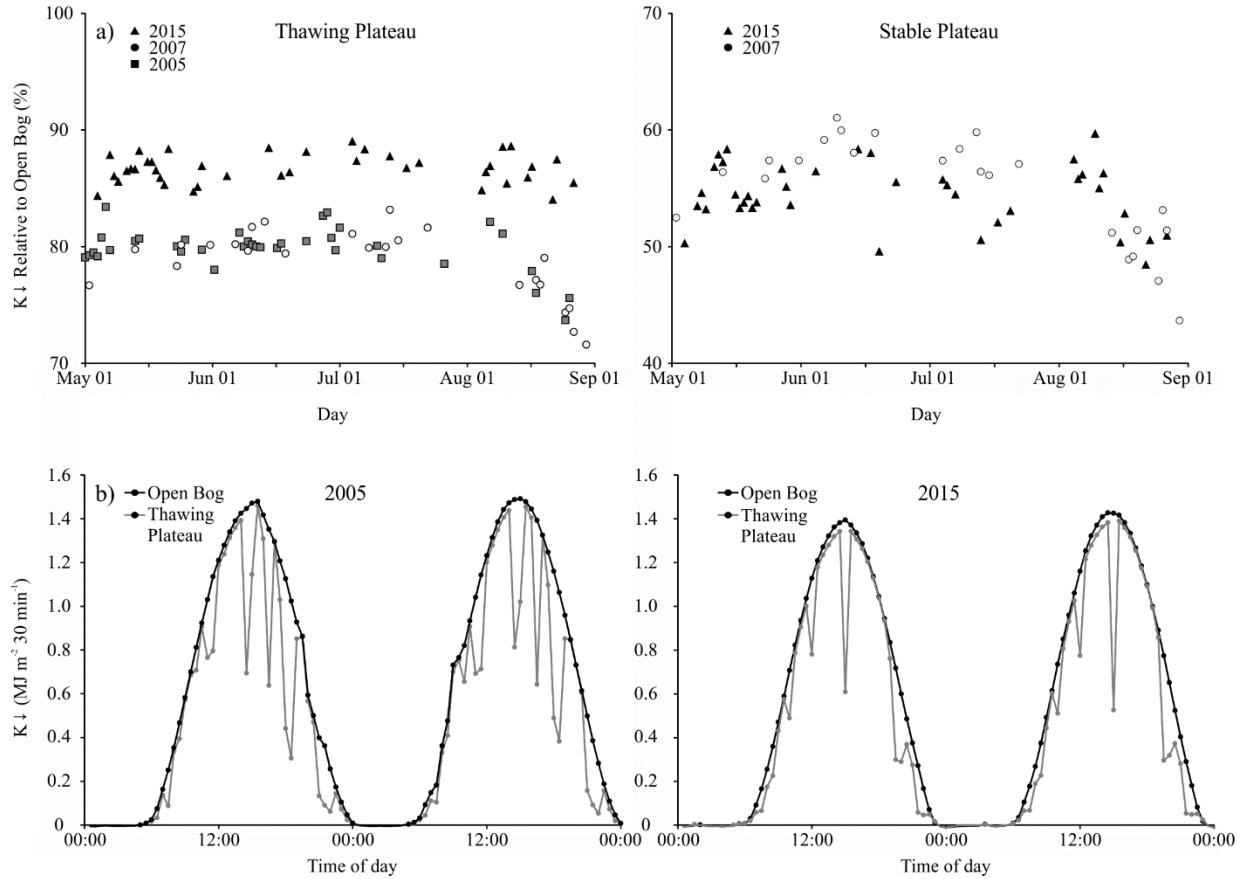 a)
Thawing Plateau
2015
2007
2005
K ↓ Relative to Open Bog (%)
100
90
80
70
May 01 Jun 01 Jul 01 Aug 01 Sep 01
Day
Stable Plateau
2015
2007
70
60
50
40
May 01 Jun 01 Jul 01 Aug 01 Sep 01
Day
b)
Open Bog
Thawing
Plateau
2005
K ↓ (MJ m⁻² 30 min⁻¹)
1.6
1.4
1.2
1.0
0.8
0.6
0.4
0.2
0
00:00 12:00 00:00 12:00 00:00
Time of day
Open Bog
Thawing
Plateau
2015
1.6
1.4
1.2
1.0
0.8
0.6
0.4
0.2
0
00:00 12:00 00:00 12:00 00:00
Time of day